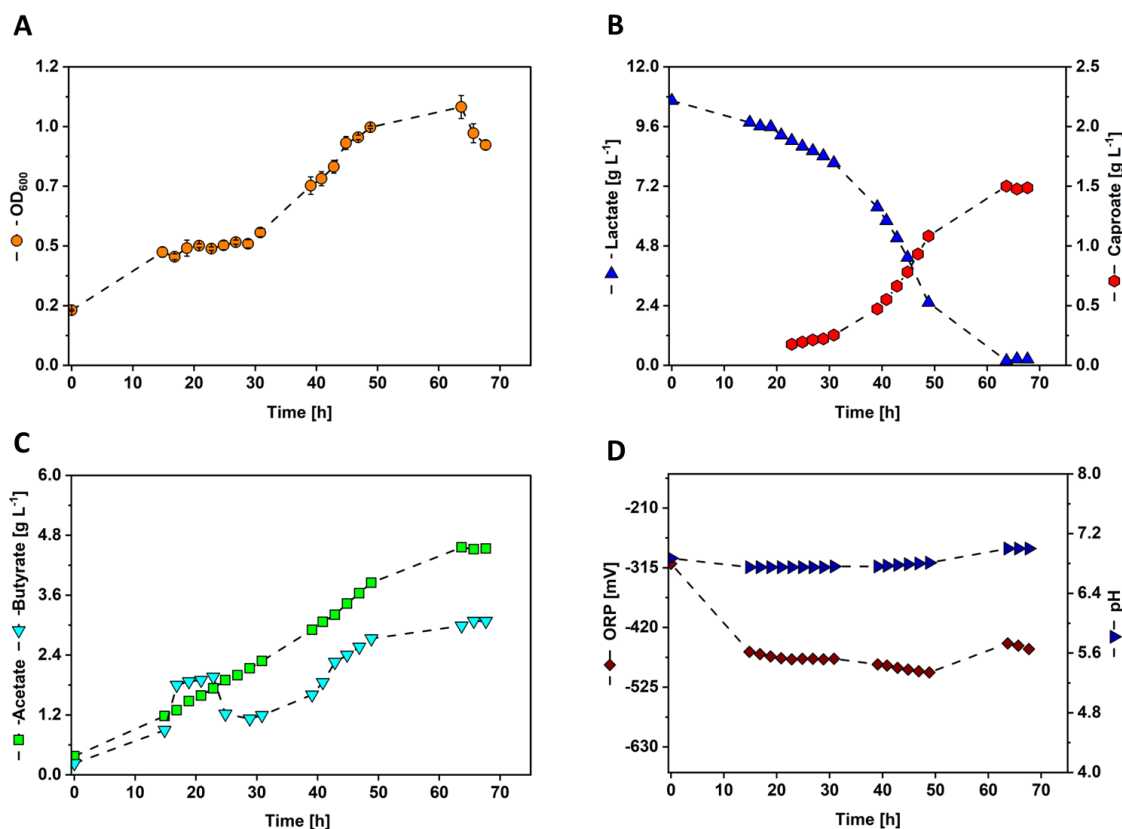 A
1.2
1.0
0.7
0.5
0.2
0.0
0 10 20 30 40 50 60 70
Time [h]
OD600
B
12.0
9.6
7.2
4.8
2.4
0.0
2.5
2.0
1.5
1.0
0.5
0.0
0 10 20 30 40 50 60 70
Time [h]
Lactate [g L-1]
Caproate [g L-1]
C
6.0
4.8
3.6
2.4
1.2
0.0
0 10 20 30 40 50 60 70
Time [h]
Acetate
Butyrate [g L-1]
D
-210
-315
-420
-525
-630
8.0
7.2
6.4
5.6
4.8
4.0
0 10 20 30 40 50 60 70
Time [h]
ORP [mV]
pH